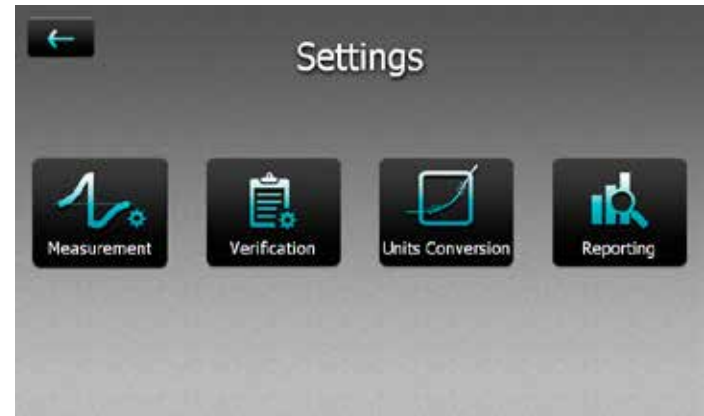 Settings
Measurement
Verification
Units Conversion
Reporting